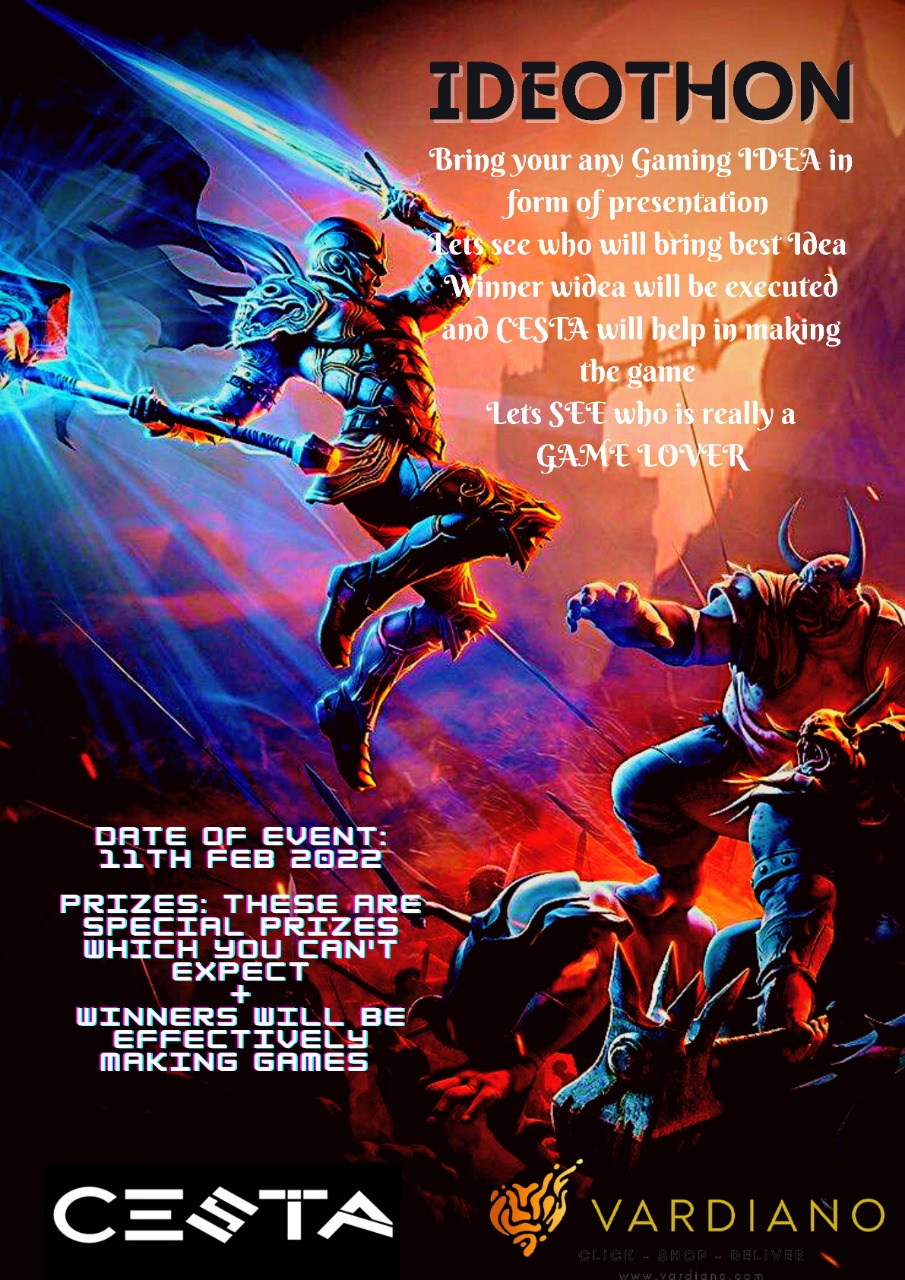 IDEOTHON
Bring your any Gaming IDEA in
form of presentation
Lets see who will bring best Idea
Winner widea will be executed
and CESTA will help in making
the game
Lets SEE who is really a
GAME LOVER
DATE OF EVENT:
11TH FEB 2022
PRIZES: THESE ARE
SPECIAL PRIZES
WHICH YOU CAN'T
EXPECT
+
WINNERS WILL BE
EFFECTIVELY
MAKING GAMES
CESTA
VARDIANO
CLICK - SHOP - DELIVER
www.vardiano.com